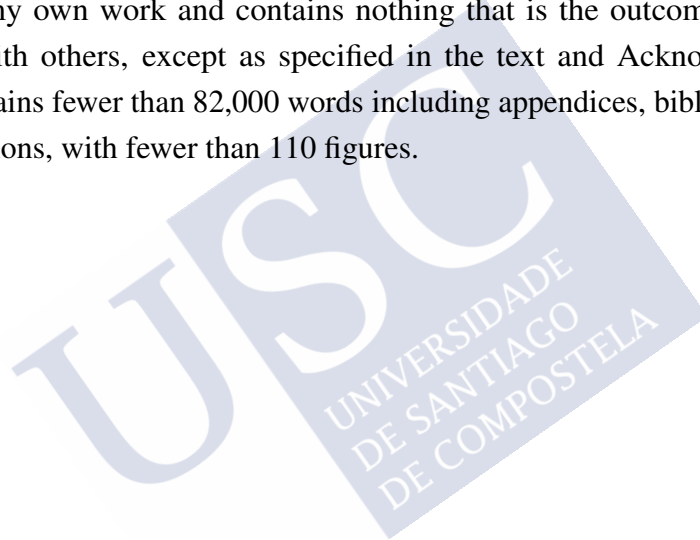 my own work and contains nothing that is the outcom
ith others, except as specified in the text and Ackno
ains fewer than 82,000 words including appendices, bibl
ons, with fewer than 110 figures.
USC
UNIVERSIDADE
DE SANTIAGO
DE COMPOSTELA